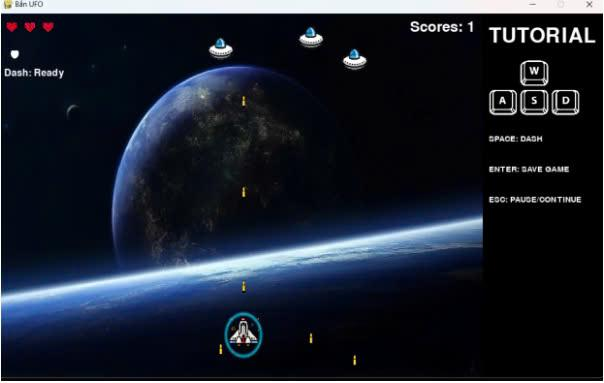 Bắn UFO
Scores: 1
Dash: Ready
TUTORIAL
W
A S D
SPACE: DASH
ENTER: SAVE GAME
ESC: PAUSE/CONTINUE